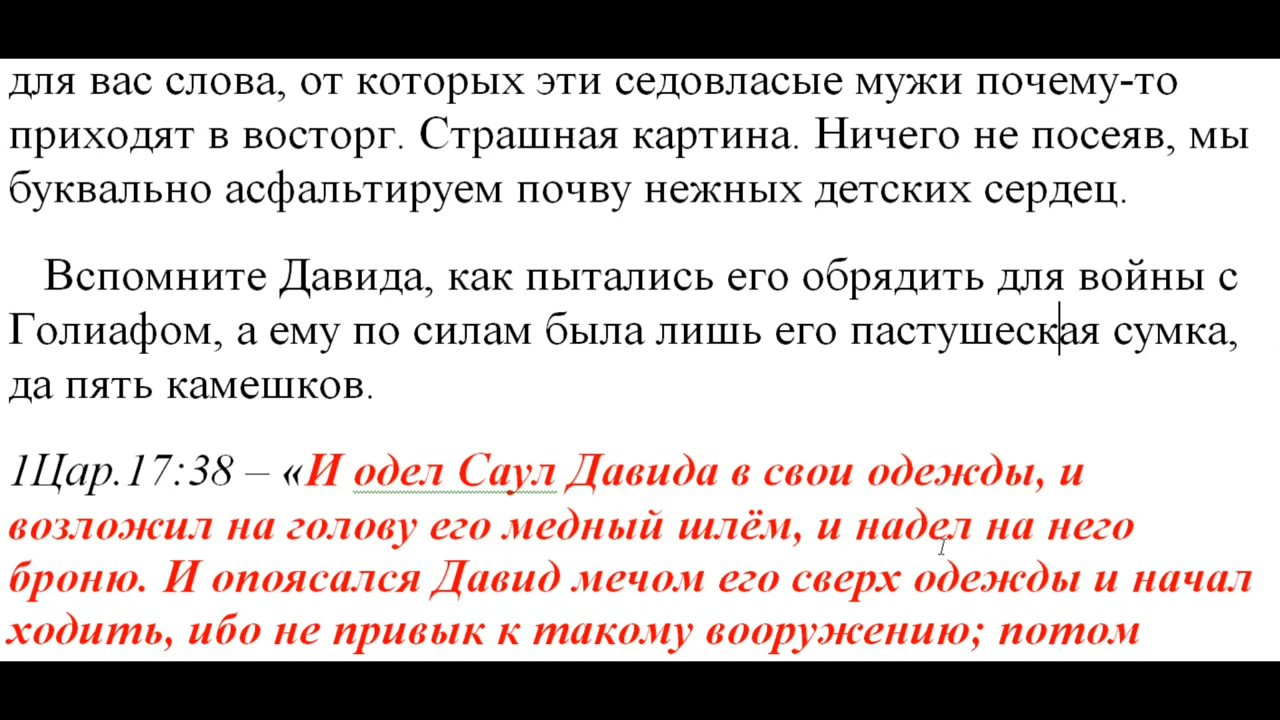 для вас слова, от которых эти седовласые мужи почему-то
приходят в восторг. Страшная картина. Ничего не посеяв, мы
буквально асфальтируем почву нежных детских сердец.
Вспомните Давида, как пытались его обрядить для войны с
Голиафом, а ему по силам была лишь его пастушеская сумка,
да пять камешков.
1Цар.17:38 – «И одел Саул Давида в свои одежды, и
возложил на голову его медный шлём, и надел на него
броню. И опоясался Давид мечом его сверх одежды и начал
ходить, ибо не привык к такому вооружению; потом